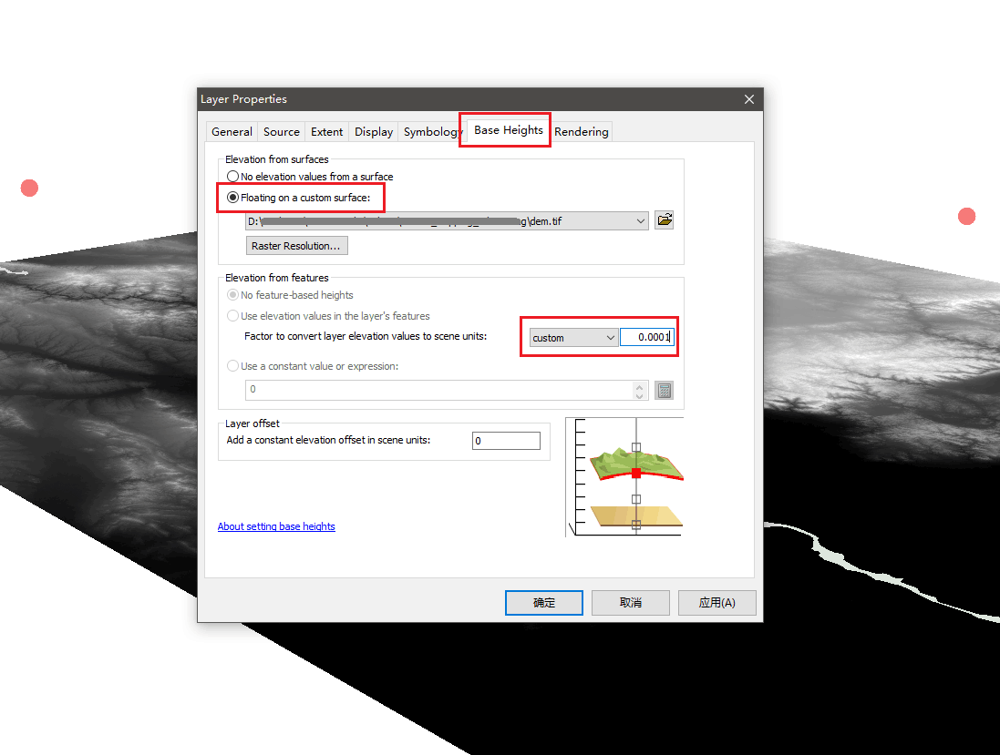 Layer Properties
General Source Extent Display Symbology Base Heights Rendering
Elevation from surfaces
No elevation values from a surface
Floating on a custom surface:
D:\ g\dem.tif
Raster Resolution...
Elevation from features
No feature-based heights
Use elevation values in the layer's features
Factor to convert layer elevation values to scene units: custom 0.0001
Use a constant value or expression:
0
Layer offset
Add a constant elevation offset in scene units: 0
About setting base heights
确定 取消 应用(A)